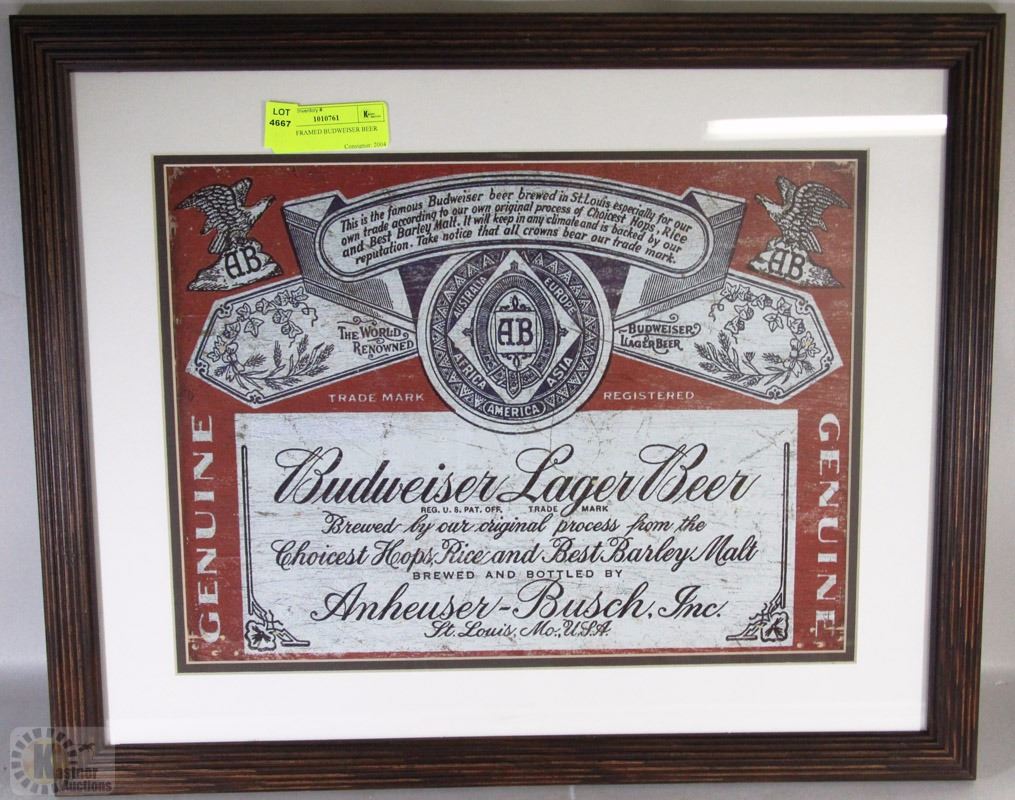 LOT
4667
Inventory #:
1010761
FRAMED BUDWEISER BEER
Consignor: 2004
This is the famous Budweiser beer brewed in St.Louis especially for our
own trade according to our own original process of Choicest Hops, Rice
and Best Barley Malt. It will keep in any climate and is backed by our
reputation. Take notice that all crowns bear our trade mark.
AB
AB
THE WORLD
RENOWNED
AUSTRALIA
EUROPE
AB
AFRICA
ASIA
AMERICA
BUDWEISER
LAGER BEER
TRADE MARK
REGISTERED
GENUINE
GENUINE
Budweiser Lager Beer
REG. U. S. PAT. OFF. TRADE MARK
Brewed by our original process from the
Choicest Hops, Rice and Best Barley Malt
BREWED AND BOTTLED BY
Anheuser-Busch, Inc.
St. Louis, Mo., U.S.A.
Kastner
Auctions